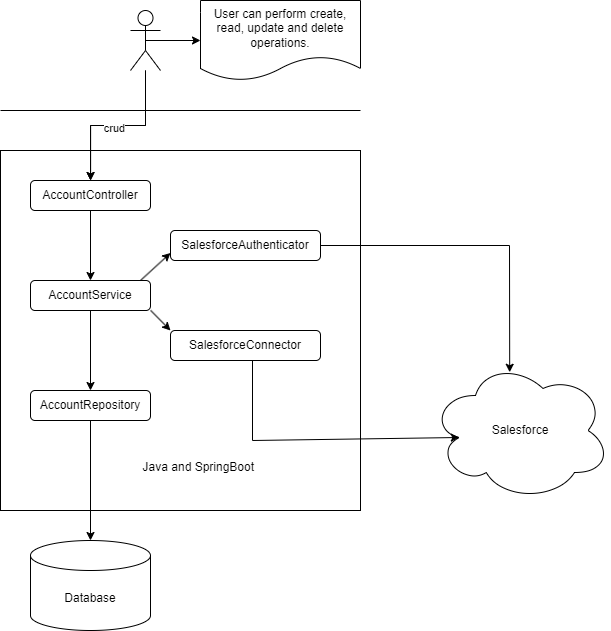 User can perform create,
read, update and delete
operations.
crud
AccountController
SalesforceAuthenticator
AccountService
SalesforceConnector
AccountRepository
Salesforce
Java and SpringBoot
Database